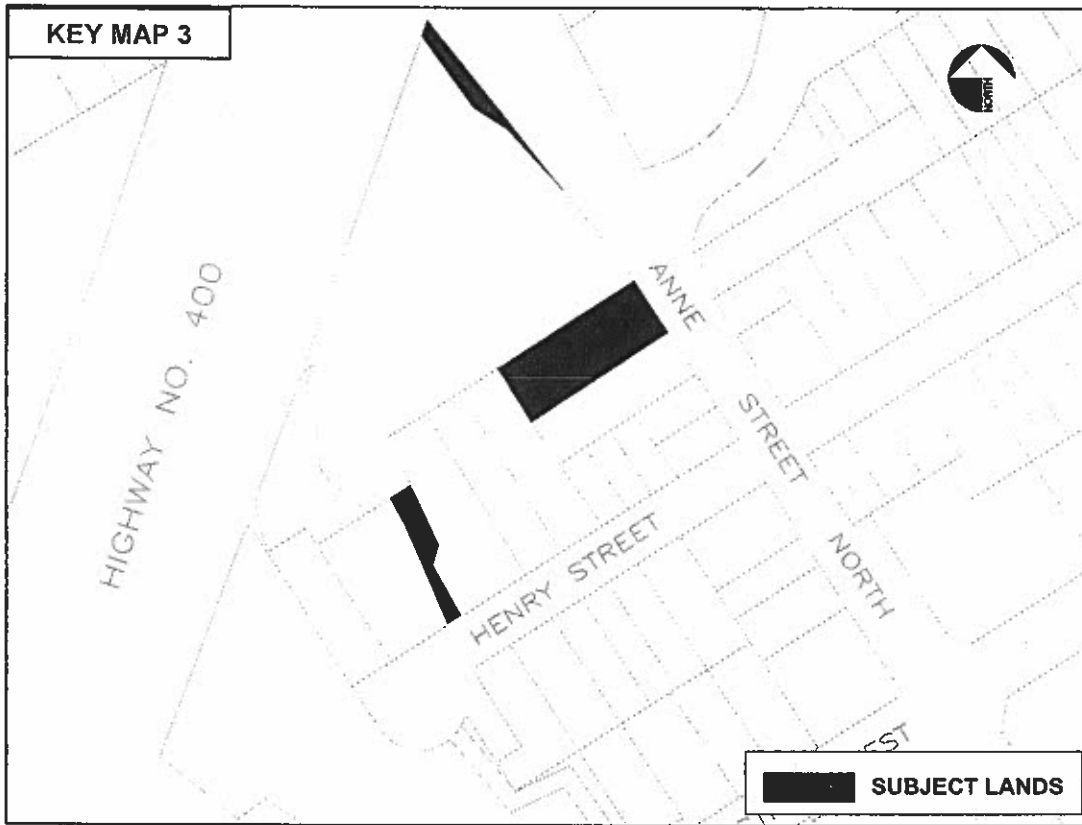 KEY MAP 3
NORTH
HIGHWAY NO. 400
ANNE STREET NORTH
HENRY STREET
SUBJECT LANDS